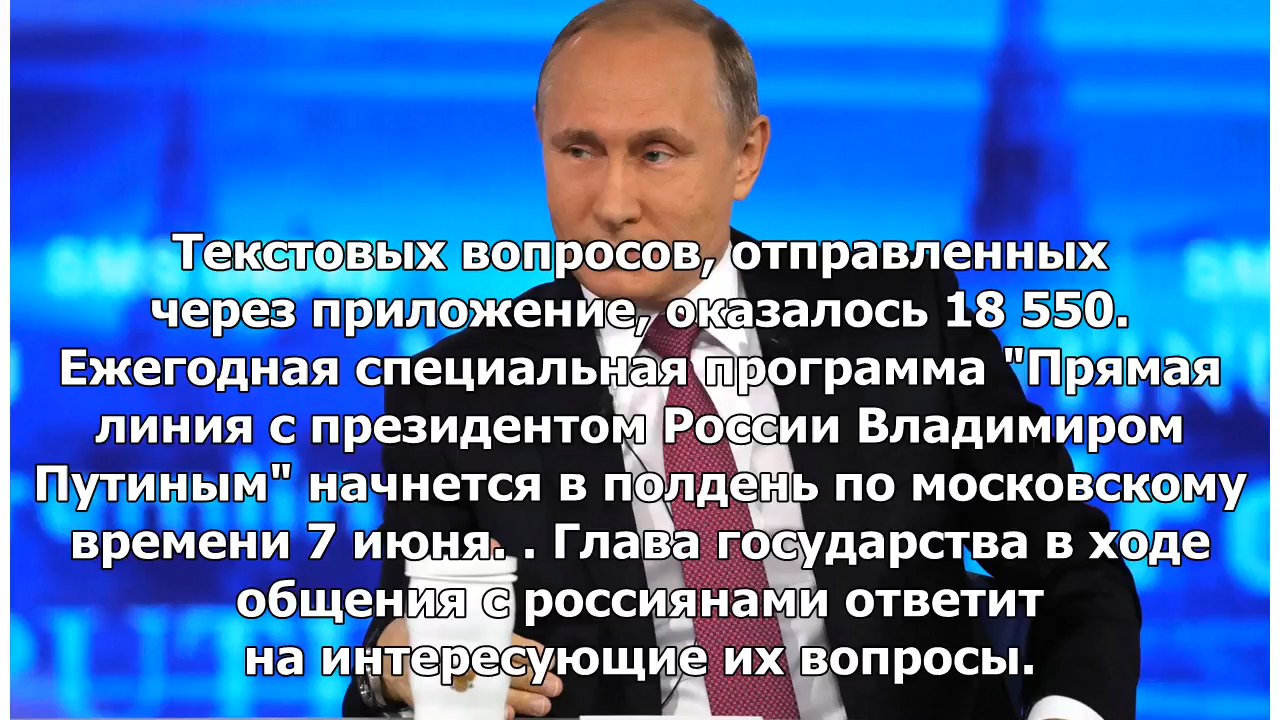 Текстовых вопросов, отправленных
через приложение, оказалось 18 550.
Ежегодная специальная программа "Прямая
линия с президентом России Владимиром
Путиным" начнется в полдень по московскому
времени 7 июня. . Глава государства в ходе
общения с россиянами ответит
на интересующие их вопросы.